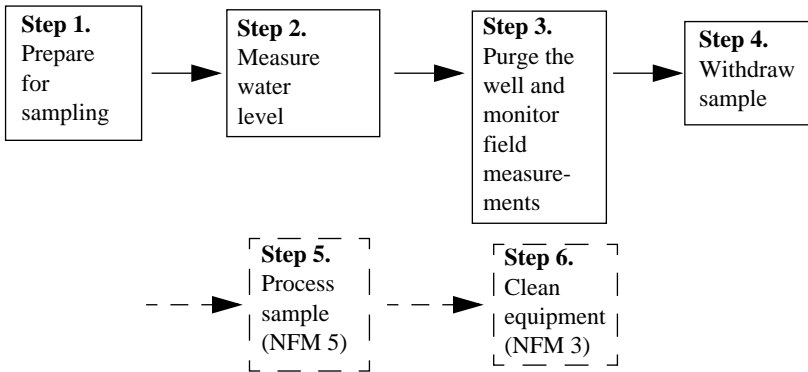 Step 1.
Prepare
for
sampling
Step 2.
Measure
water
level
Step 3.
Purge the
well and
monitor
field
measure-
ments
Step 4.
Withdraw
sample
Step 5.
Process
sample
(NFM 5)
Step 6.
Clean
equipment
(NFM 3)